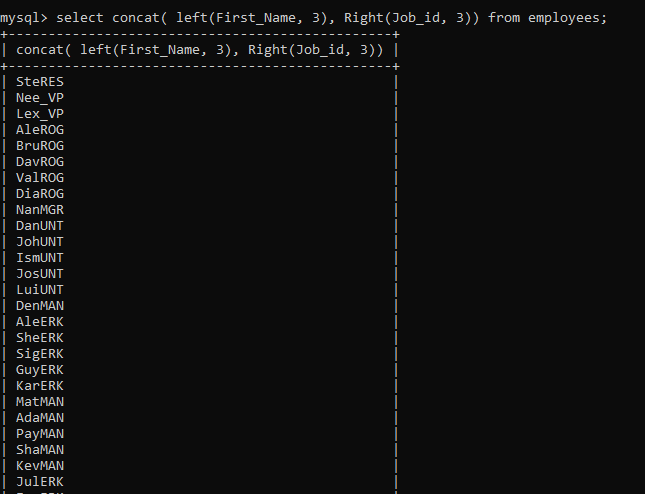 mysql> select concat( left(First_Name, 3), Right(Job_id, 3)) from employees;
+------------------------------------------------+
| concat( left(First_Name, 3), Right(Job_id, 3)) |
+------------------------------------------------+
| SteRES |
| Nee_VP |
| Lex_VP |
| AleROG |
| BruROG |
| DavROG |
| ValROG |
| DiaROG |
| NanMGR |
| DanUNT |
| JohUNT |
| IsmUNT |
| JosUNT |
| LuiUNT |
| DenMAN |
| AleERK |
| SheERK |
| SigERK |
| GuyERK |
| KarERK |
| MatMAN |
| AdaMAN |
| PayMAN |
| ShaMAN |
| KevMAN |
| JulERK |